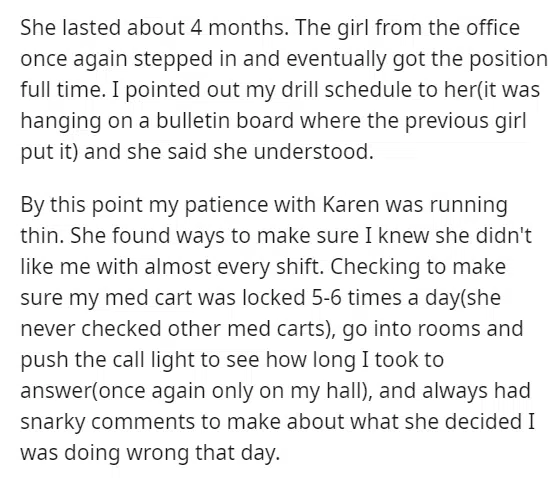 She lasted about 4 months. The girl from the office
once again stepped in and eventually got the position
full time. I pointed out my drill schedule to her(it was
hanging on a bulletin board where the previous girl
put it) and she said she understood.
By this point my patience with Karen was running
thin. She found ways to make sure I knew she didn't
like me with almost every shift. Checking to make
sure my med cart was locked 5-6 times a day(she
never checked other med carts), go into rooms and
push the call light to see how long I took to
answer(once again only on my hall), and always had
snarky comments to make about what she decided I
was doing wrong that day.